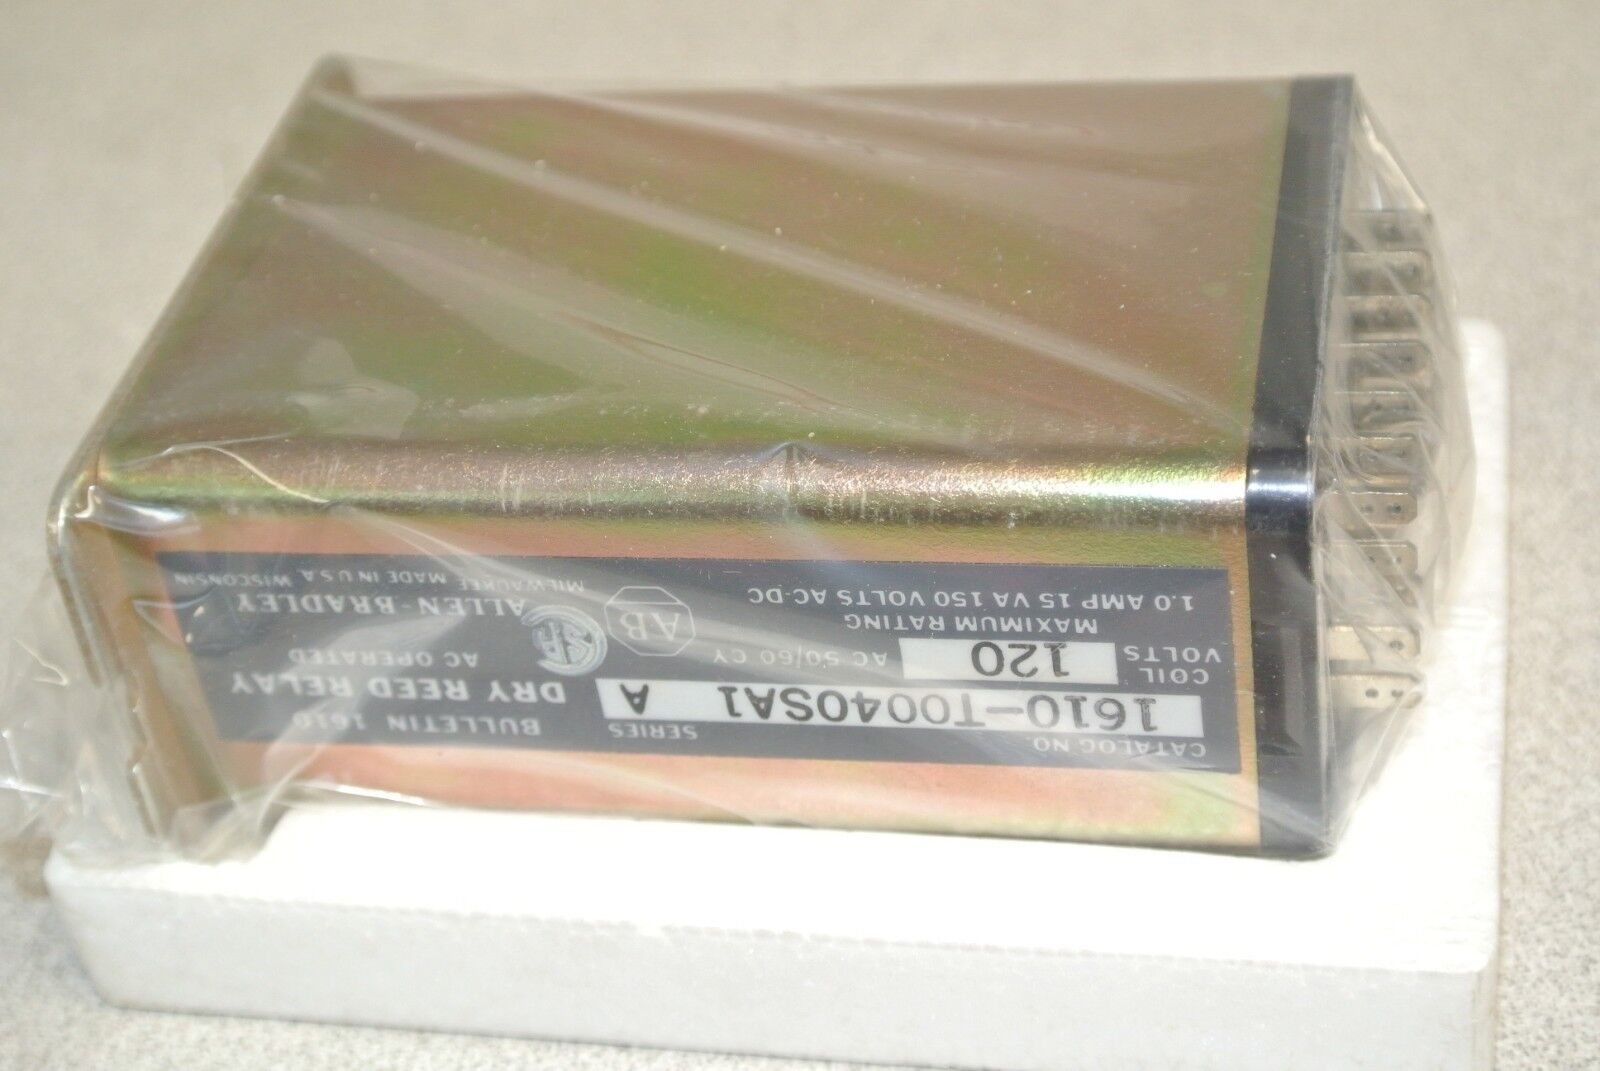 CATALOG NO. SERIES BULLETIN 1610
1610-T0040SA1 A DRY REED RELAY
COIL VOLTS 120 AC 50/60 CY AC OPERATED
MAXIMUM RATING AB SA ALLEN-BRADLEY
1.0 AMP 15 VA 150 VOLTS AC-DC MILWAUKEE MADE IN U.S.A. WISCONSIN